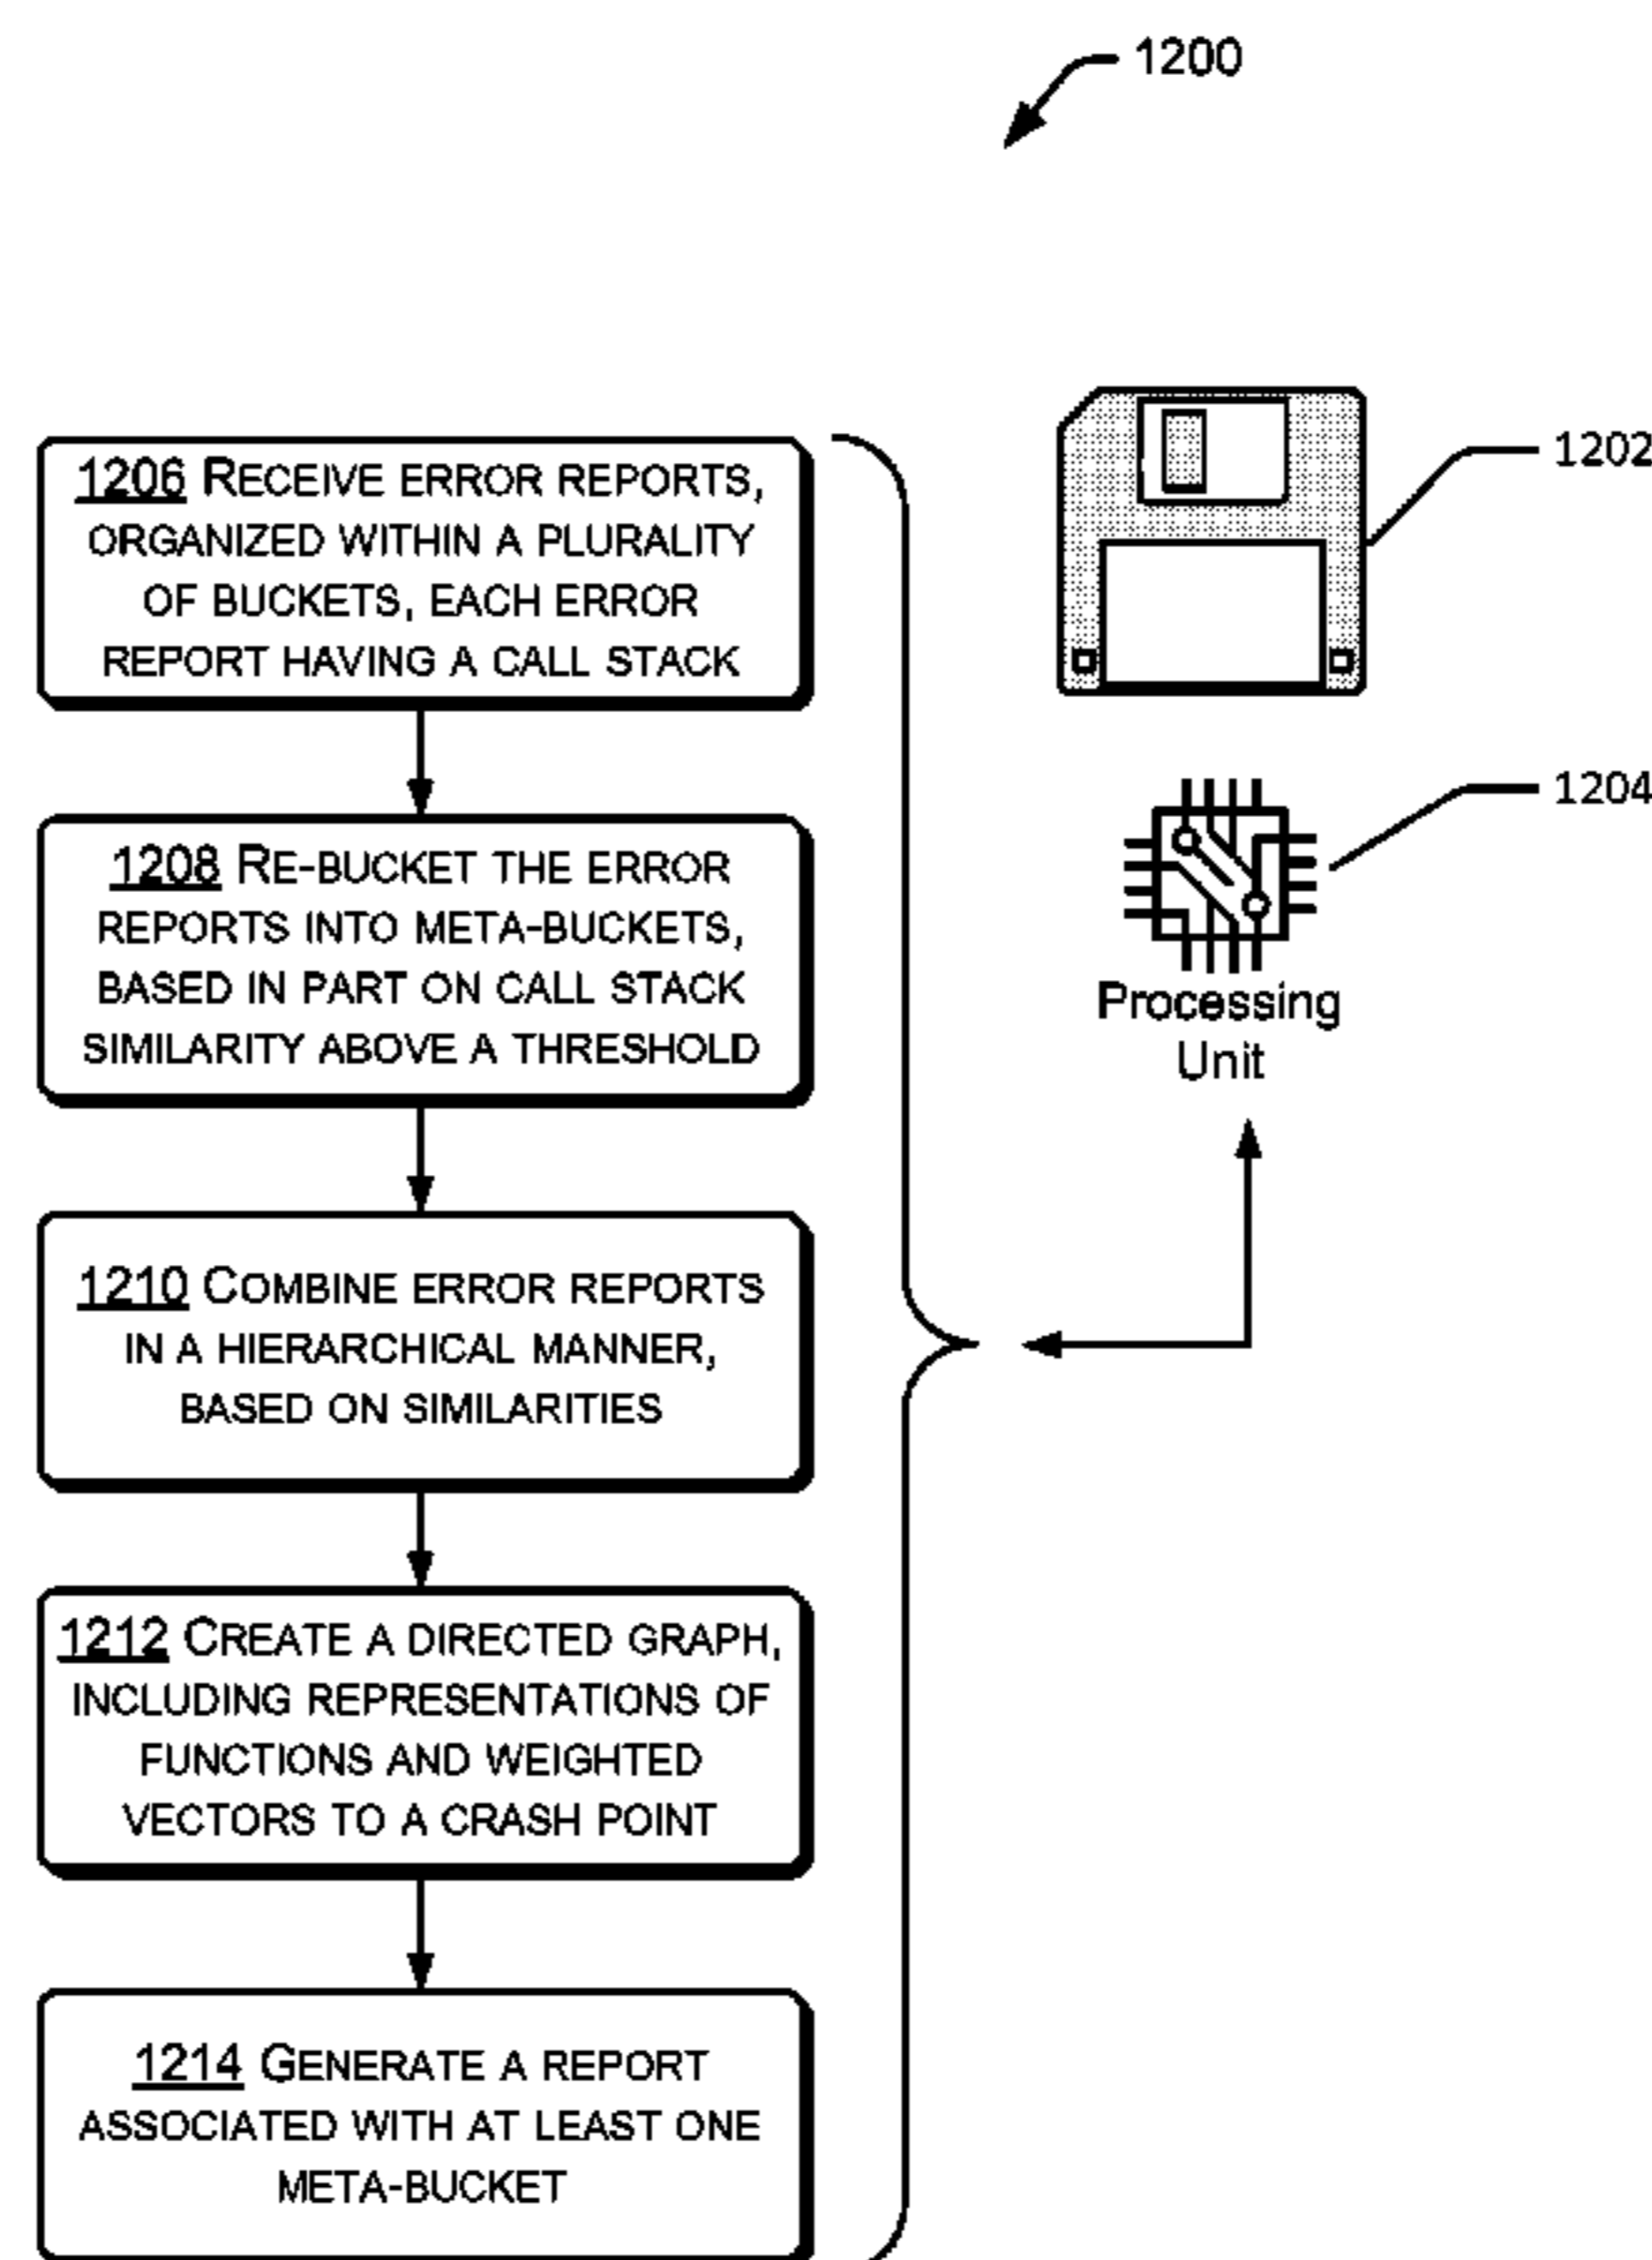 1200
1206 RECEIVE ERROR REPORTS,
ORGANIZED WITHIN A PLURALITY
OF BUCKETS, EACH ERROR
REPORT HAVING A CALL STACK
1202
1208 RE-BUCKET THE ERROR
REPORTS INTO META-BUCKETS,
BASED IN PART ON CALL STACK
SIMILARITY ABOVE A THRESHOLD
1204
Processing
Unit
1210 COMBINE ERROR REPORTS
IN A HIERARCHICAL MANNER,
BASED ON SIMILARITIES
1212 CREATE A DIRECTED GRAPH,
INCLUDING REPRESENTATIONS OF
FUNCTIONS AND WEIGHTED
VECTORS TO A CRASH POINT
1214 GENERATE A REPORT
ASSOCIATED WITH AT LEAST ONE
META-BUCKET